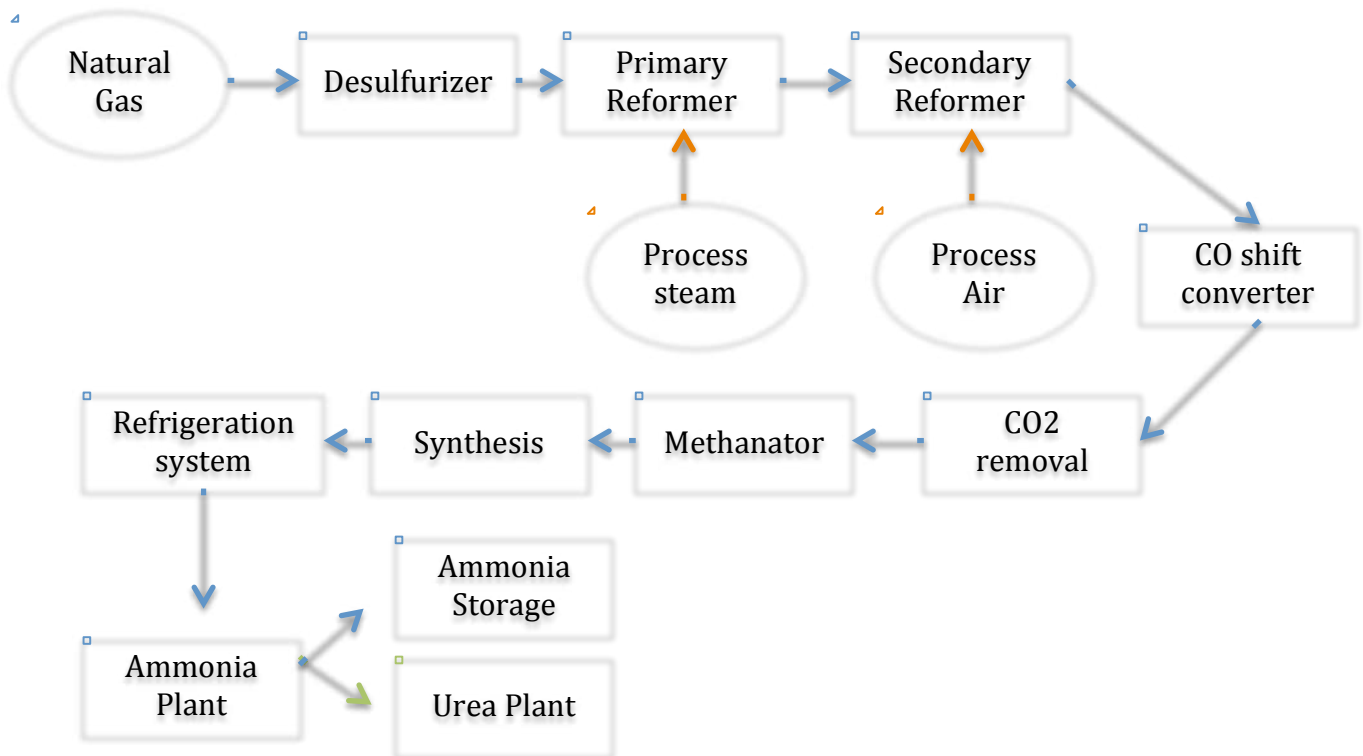 Natural
Gas
Desulfurizer
Primary
Reformer
Secondary
Reformer
Process
steam
Process
Air
CO shift
converter
Refrigeration
system
Synthesis
Methanator
CO2
removal
Ammonia
Storage
Ammonia
Plant
Urea Plant